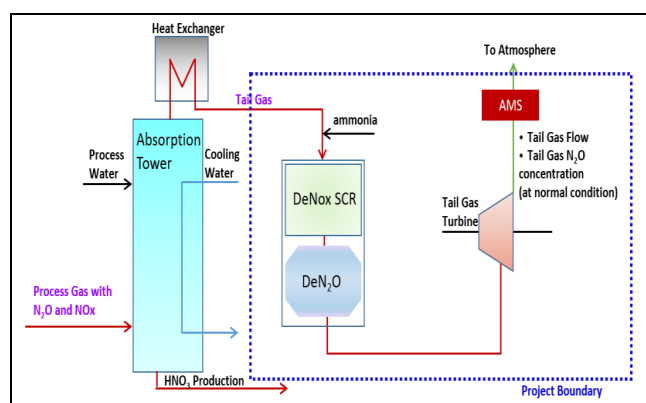 Heat Exchanger
To Atmosphere
Tail Gas
AMS
ammonia
Absorption
Tower
Process
Water
Cooling
Water
• Tail Gas Flow
• Tail Gas N₂O
concentration
(at normal condition)
DeNox SCR
Tail Gas
Turbine
DeN₂O
Process Gas with
N₂O and NOx
HNO₃ Production
Project Boundary